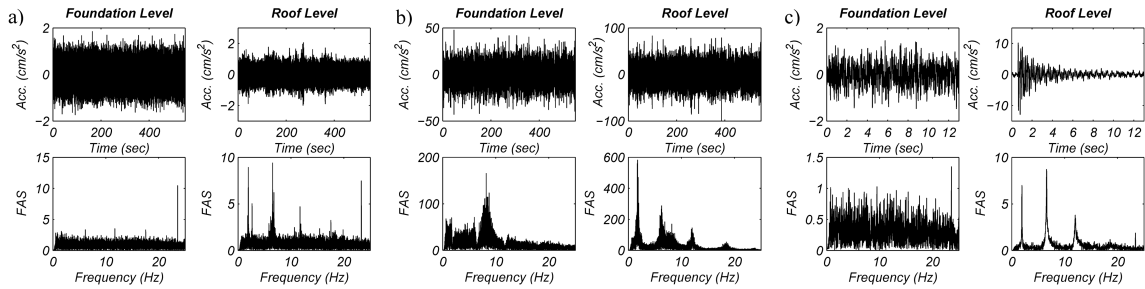 a) Foundation Level Roof Level b) Foundation Level Roof Level c) Foundation Level Roof Level
Acc. (cm/s²) 2 0 -2 Acc. (cm/s²) 2 0 -2 Acc. (cm/s²) 50 0 -50 Acc. (cm/s²) 100 50 0 -50 -100 Acc. (cm/s²) 2 1 0 -1 -2 Acc. (cm/s²) 10 0 -10
0 200 400 0 200 400 0 200 400 0 200 400 0 2 4 6 8 10 12 0 2 4 6 8 10 12
Time (sec) Time (sec) Time (sec) Time (sec) Time (sec) Time (sec)
FAS 15 10 5 0 FAS 10 5 0 FAS 200 100 0 FAS 600 400 200 0 FAS 1.5 1 0.5 0 FAS 10 5 0
0 10 20 0 10 20 0 10 20 0 10 20 0 10 20 0 10 20
Frequency (Hz) Frequency (Hz) Frequency (Hz) Frequency (Hz) Frequency (Hz) Frequency (Hz)